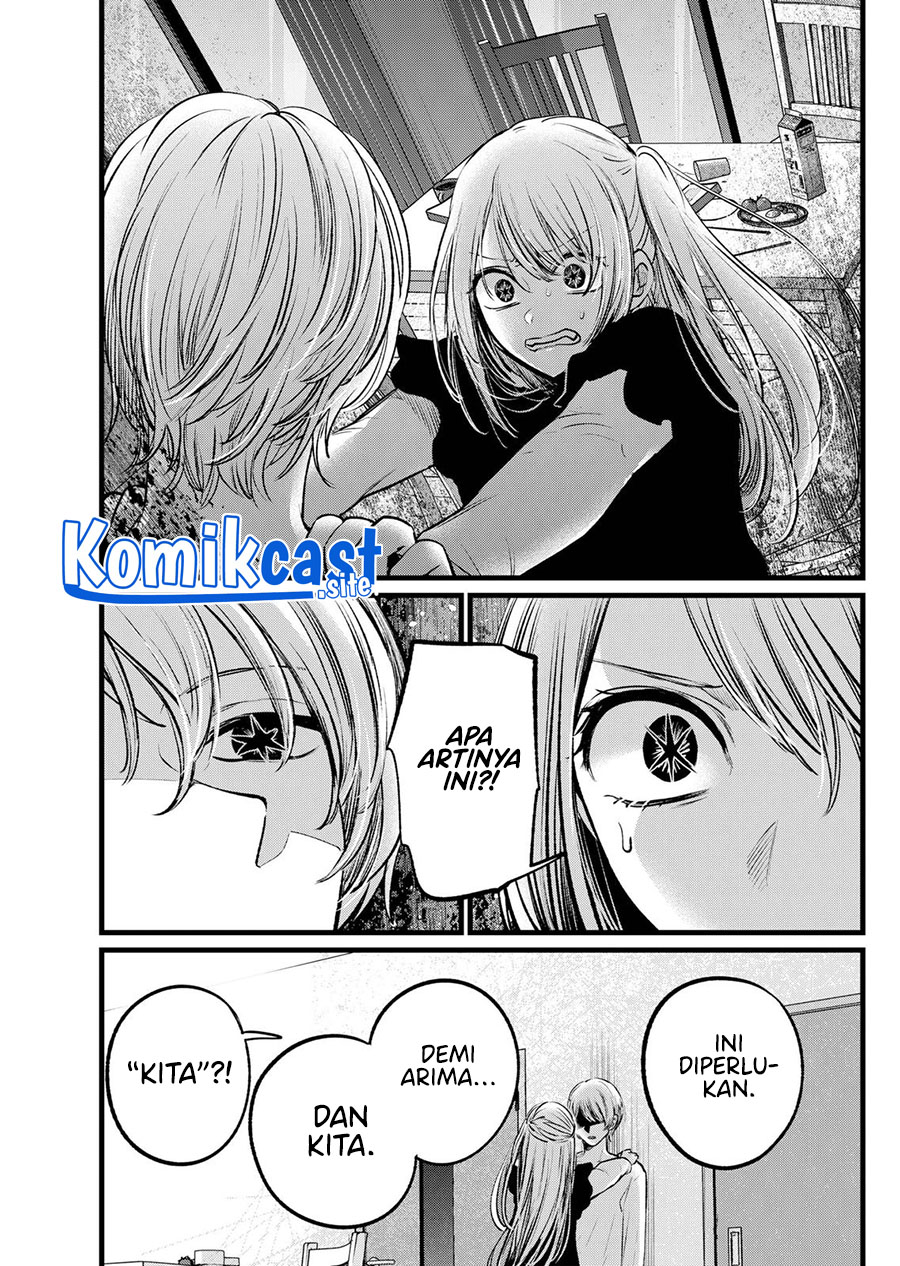 Komikcast
.site
APA
ARTINYA
INI?!
INI
DIPERLU-
KAN.
DEMI
ARIMA...
DAN
KITA.
“KITA”?!